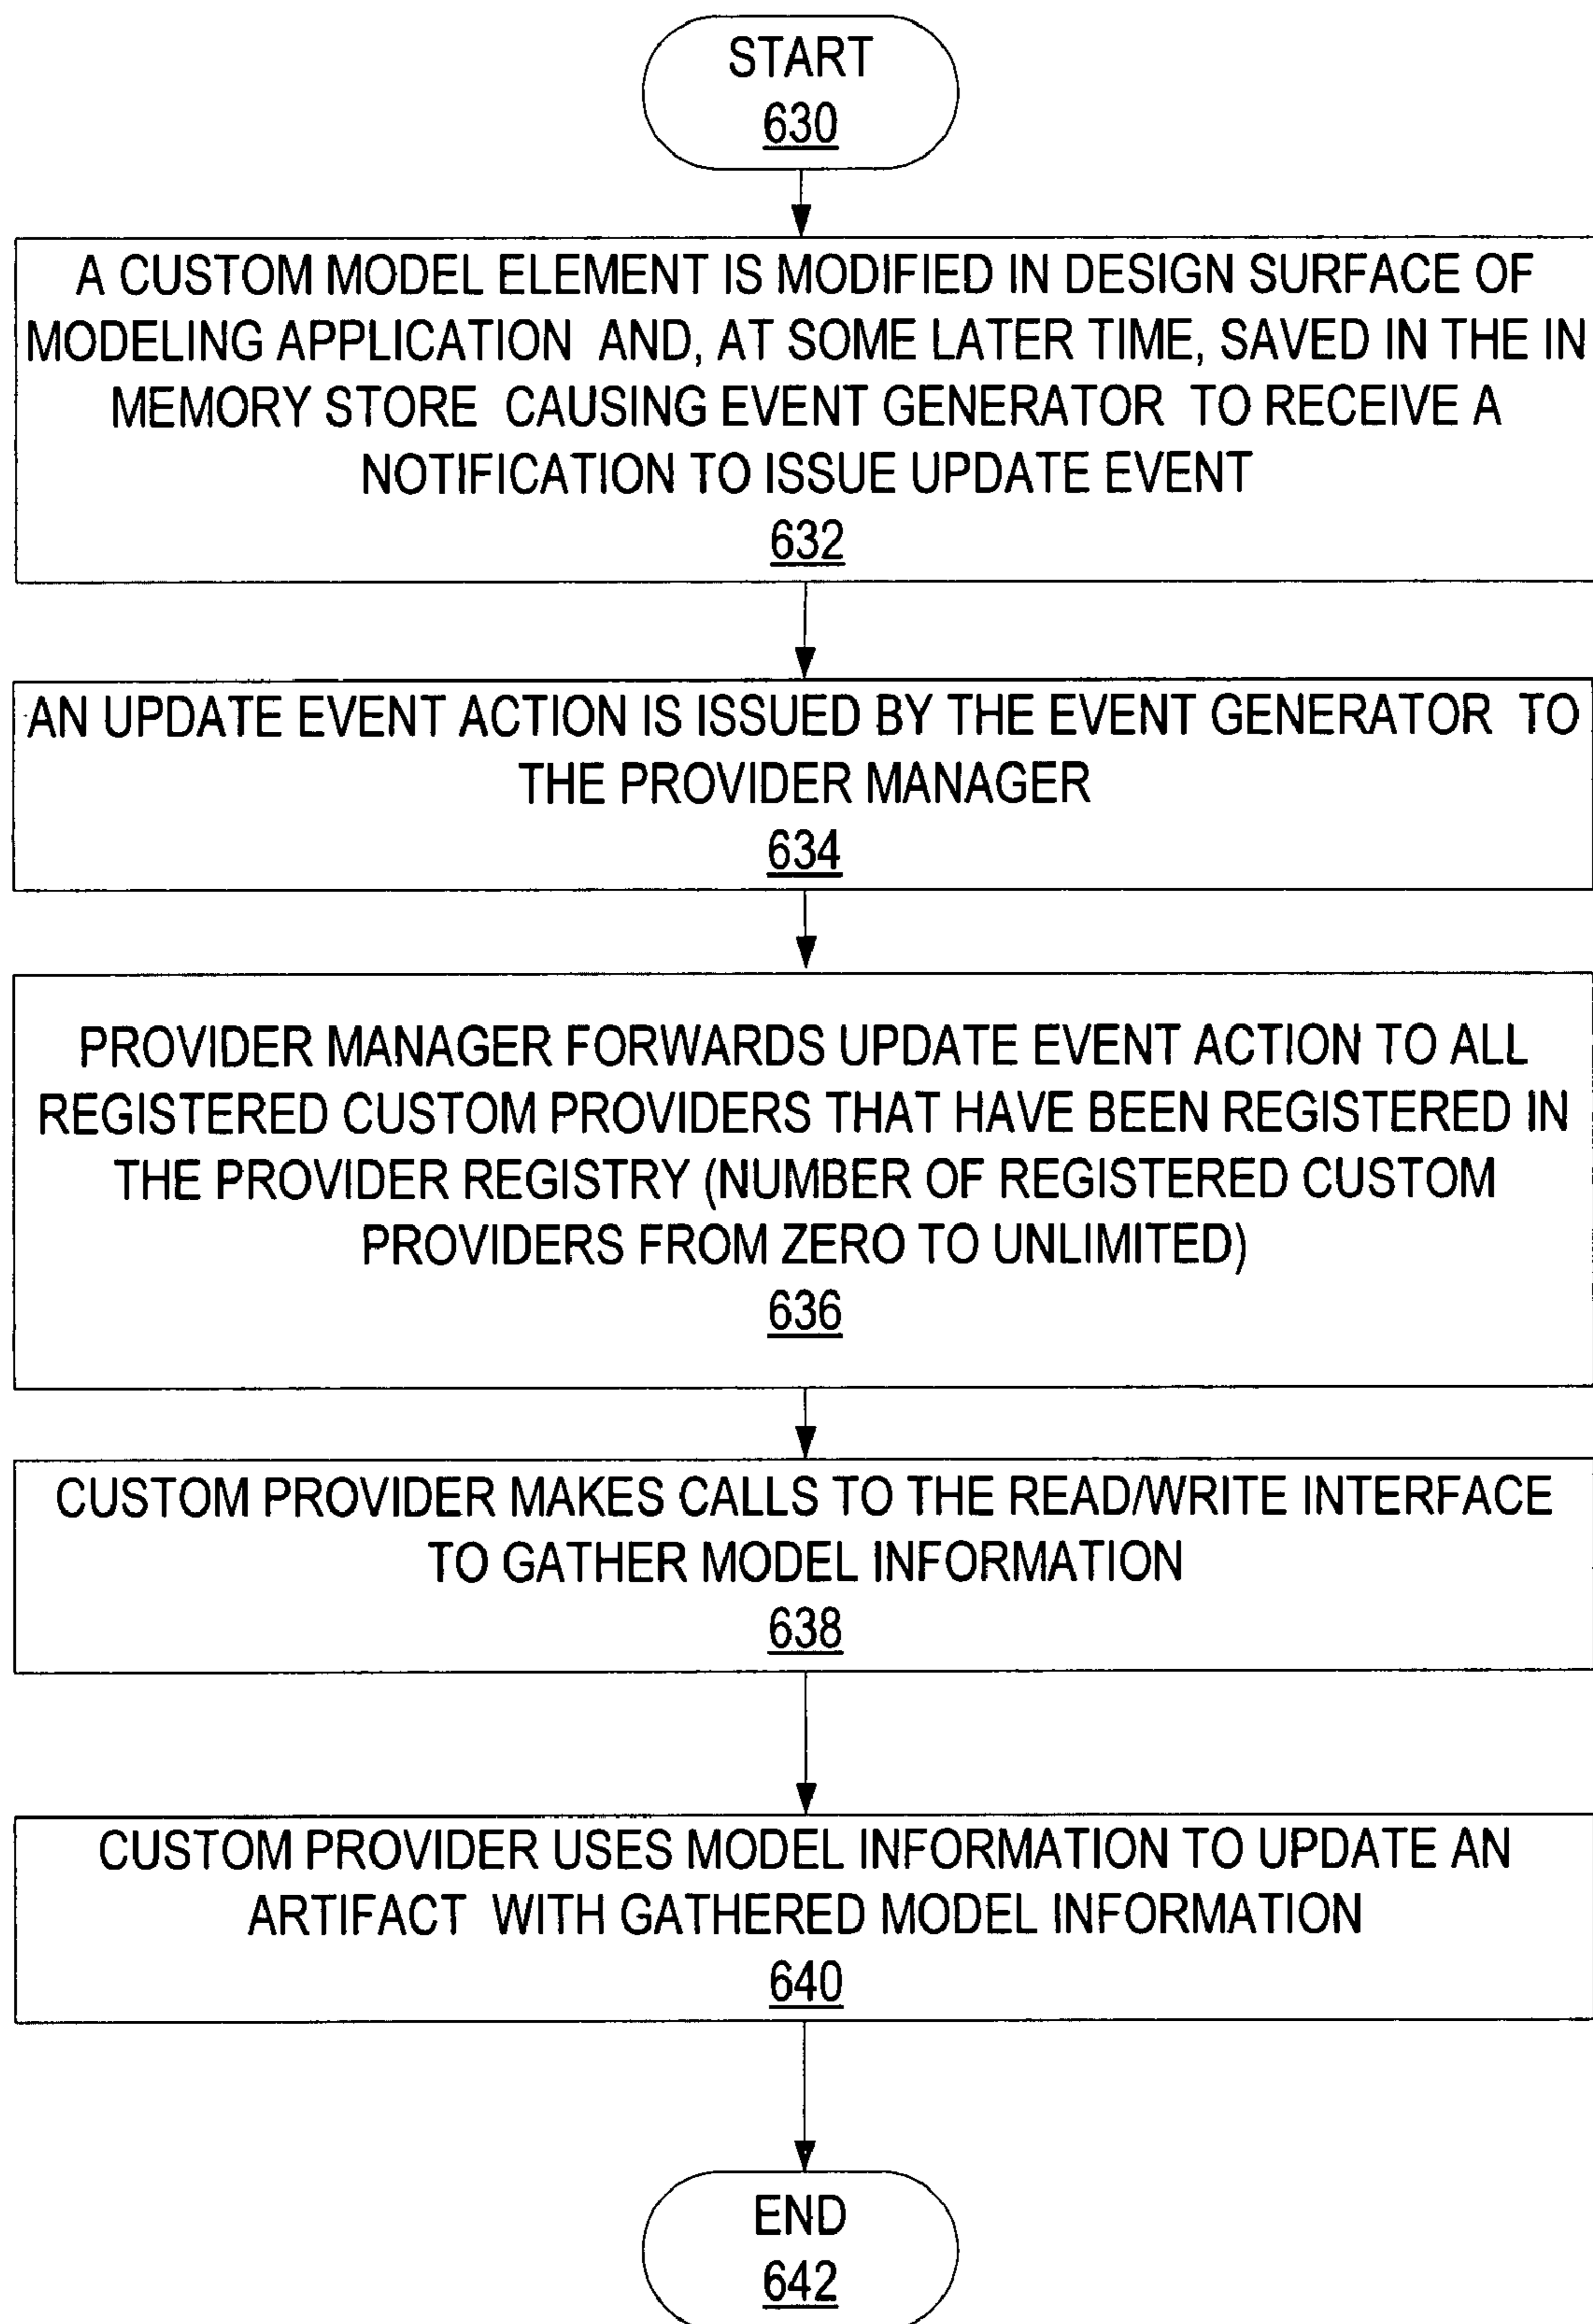 START
630
A CUSTOM MODEL ELEMENT IS MODIFIED IN DESIGN SURFACE OF
MODELING APPLICATION AND, AT SOME LATER TIME, SAVED IN THE IN
MEMORY STORE CAUSING EVENT GENERATOR TO RECEIVE A
NOTIFICATION TO ISSUE UPDATE EVENT
632
AN UPDATE EVENT ACTION IS ISSUED BY THE EVENT GENERATOR TO
THE PROVIDER MANAGER
634
PROVIDER MANAGER FORWARDS UPDATE EVENT ACTION TO ALL
REGISTERED CUSTOM PROVIDERS THAT HAVE BEEN REGISTERED IN
THE PROVIDER REGISTRY (NUMBER OF REGISTERED CUSTOM
PROVIDERS FROM ZERO TO UNLIMITED)
636
CUSTOM PROVIDER MAKES CALLS TO THE READ/WRITE INTERFACE
TO GATHER MODEL INFORMATION
638
CUSTOM PROVIDER USES MODEL INFORMATION TO UPDATE AN
ARTIFACT WITH GATHERED MODEL INFORMATION
640
END
642